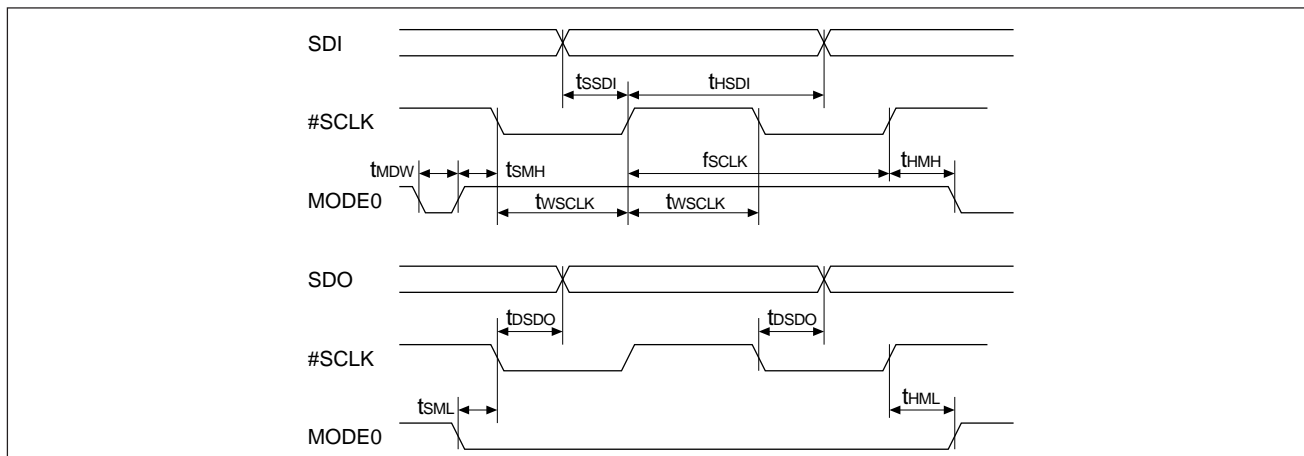 SDI
tSSDI tHSDI
#SCLK
tMDW tSMH fSCLK tHMH
MODE0
tWSCLK tWSCLK
SDO
tDSDO tDSDO
#SCLK
tSML tHML
MODE0